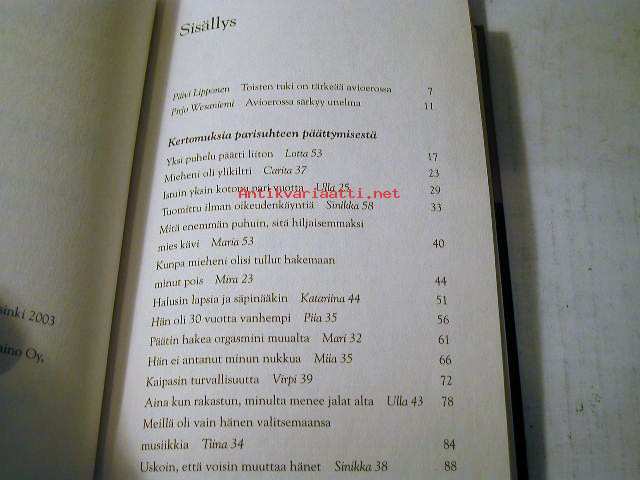 Sisällys
Päivi Lipponen Toisten tuki on tärkeää avioerossa 7
Pirjo Wesaniemi Avioerossa särkyy unelma 11
Kertomuksia parisuhteen päättymisestä
Yksi puhelu päätti liiton Lotta 53 17
Mieheni oli ylikiltti Carita 37 23
Istuin yksin kotona pari vuotta Ulla 25 29
Antikvariaatti.net
Tuomittu ilman oikeudenkäyntiä Sinikka 58 33
Mitä enemmän puhuin, sitä hiljaisemmaksi
mies kävi Maria 53 40
Kunpa mieheni olisi tullut hakemaan
minut pois Mira 23 44
Halusin lapsia ja säpinääkin Katariina 44 51
Hän oli 30 vuotta vanhempi Piia 35 56
Päätin hakea orgasmini muualta Mari 32 61
Hän ei antanut minun nukkua Miia 35 66
Kaipasin turvallisuutta Virpi 39 72
Aina kun rakastun, minulta menee jalat alta Ulla 43 78
Meillä oli vain hänen valitsemaansa
musiikkia Tiina 34 84
Uskoin, että voisin muuttaa hänet Sinikka 38 88
sinki 2003
aino Oy,